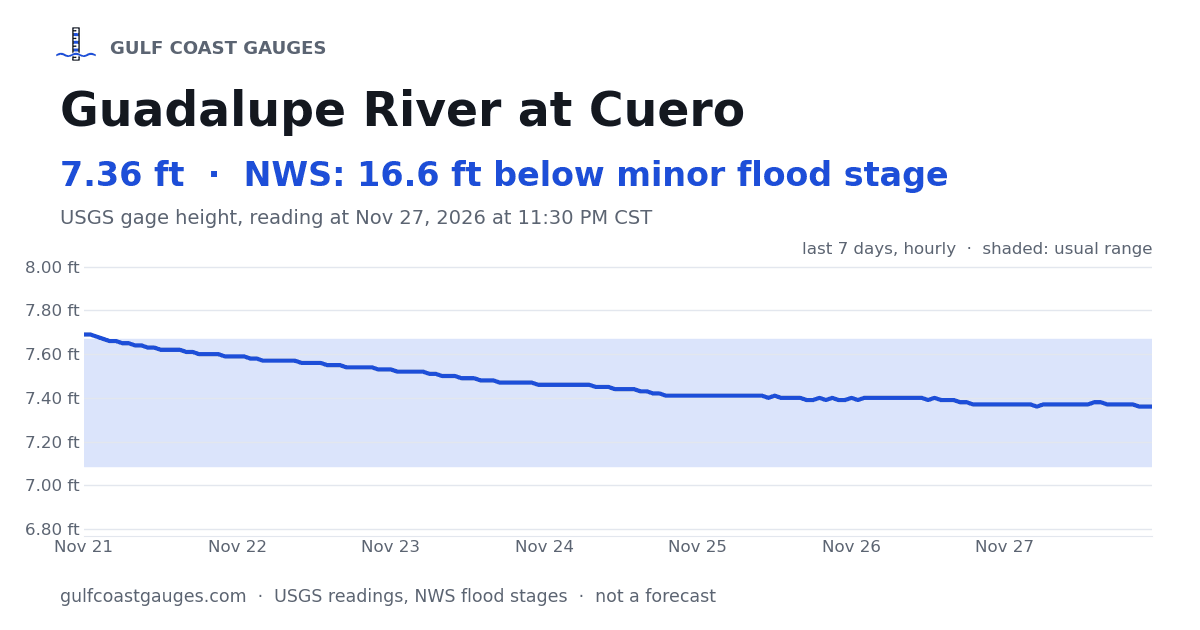 GULF COAST GAUGES
Guadalupe River at Cuero
7.36 ft · NWS: 16.6 ft below minor flood stage
USGS gage height, reading at Nov 27, 2026 at 11:30 PM CST
last 7 days, hourly · shaded: usual range
8.00 ft
7.80 ft
7.60 ft
7.40 ft
7.20 ft
7.00 ft
6.80 ft
Nov 21 Nov 22 Nov 23 Nov 24 Nov 25 Nov 26 Nov 27
gulfcoastgauges.com · USGS readings, NWS flood stages · not a forecast